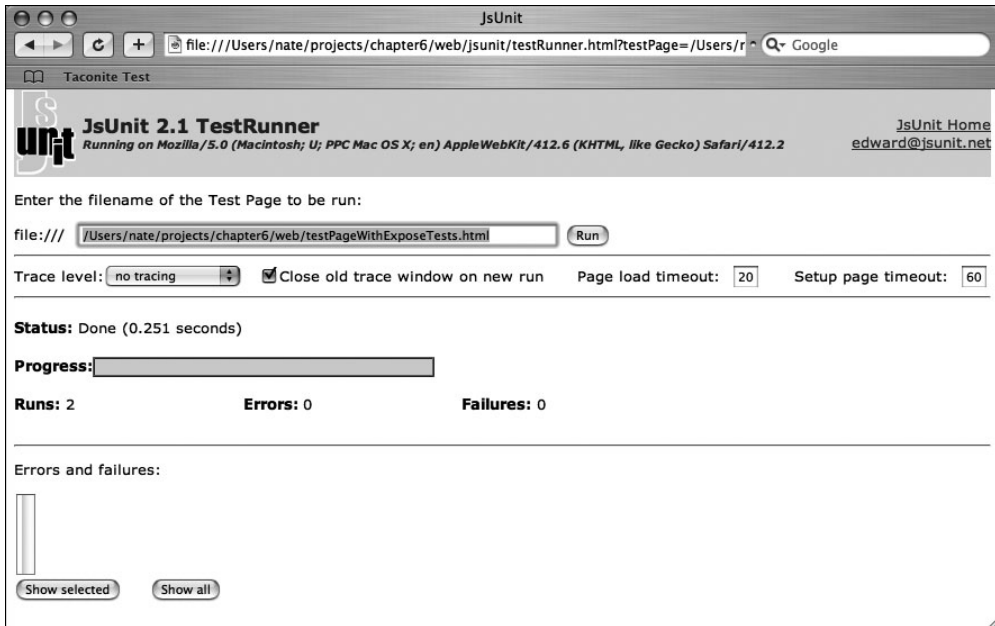 JsUnit
file:///Users/nate/projects/chapter6/web/jsunit/testRunner.html?testPage=/Users/r
Google
Taconite Test
JS
unit
JsUnit 2.1 TestRunner
Running on Mozilla/5.0 (Macintosh; U; PPC Mac OS X; en) AppleWebKit/412.6 (KHTML, like Gecko) Safari/412.2
JsUnit Home
edward@jsunit.net
Enter the filename of the Test Page to be run:
file:/// /Users/nate/projects/chapter6/web/testPageWithExposeTests.html Run
Trace level: no tracing Close old trace window on new run Page load timeout: 20 Setup page timeout: 60
Status: Done (0.251 seconds)
Progress:
Runs: 2 Errors: 0 Failures: 0
Errors and failures:
Show selected Show all